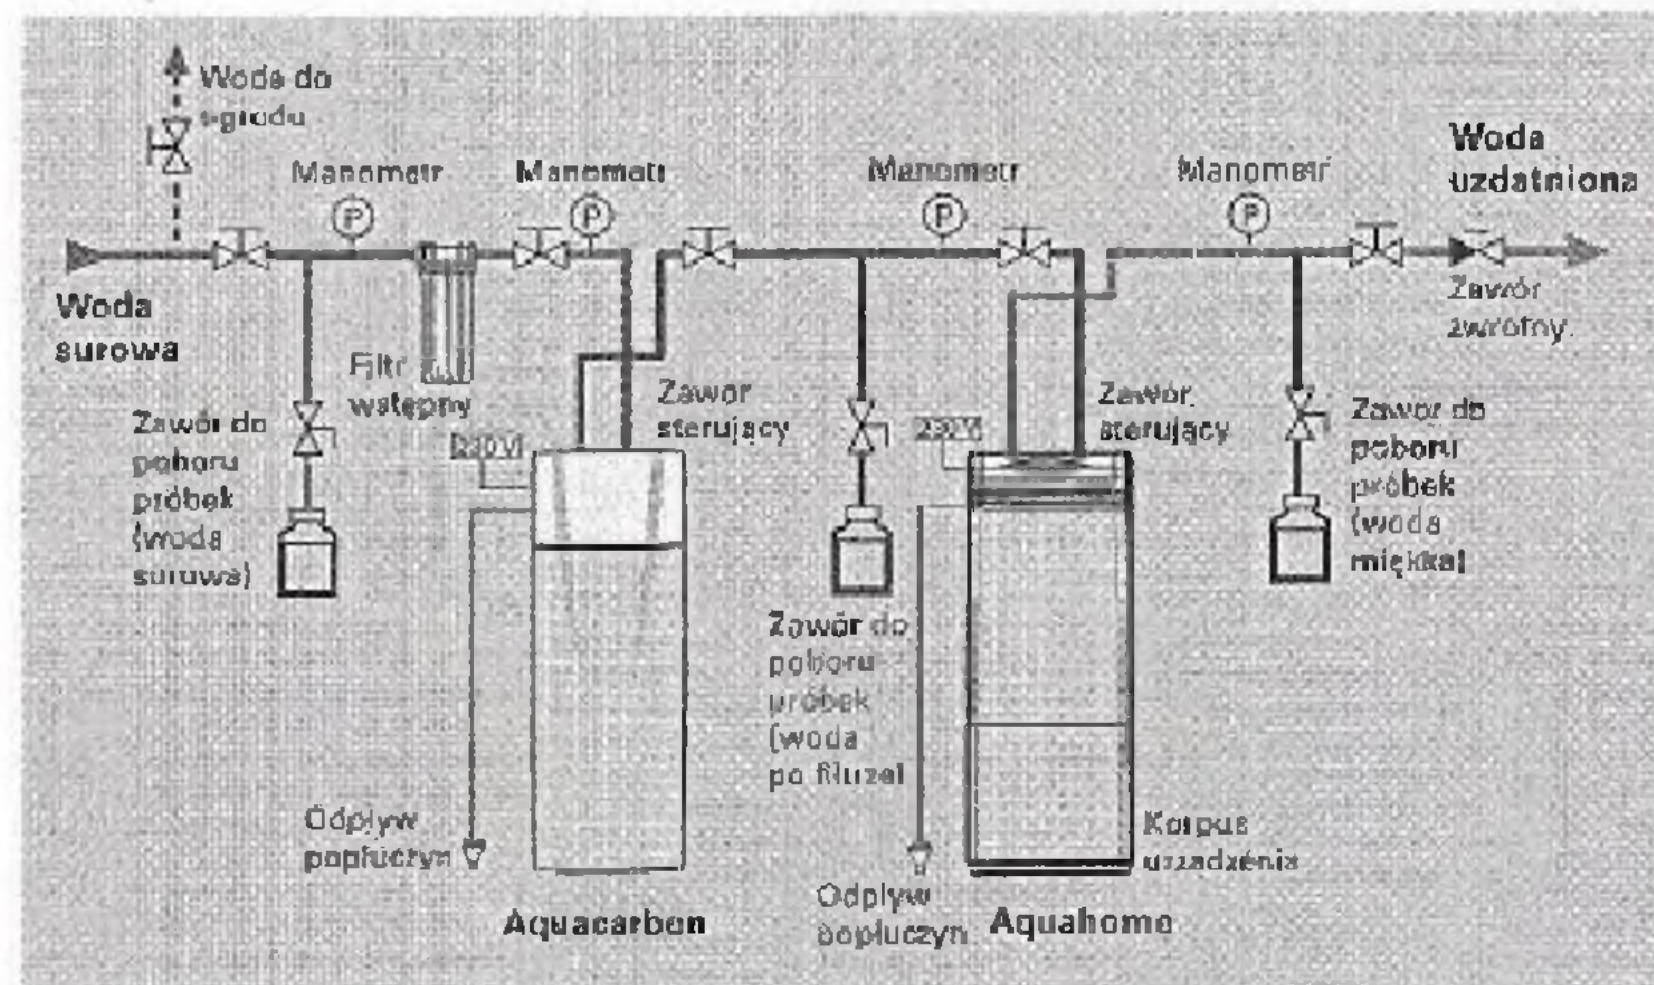 Woda do
ogrodu
Manometr
Manometr
Manometr
Manometr
Woda
uzdatniona
P
P
P
P
Woda
surowa
Filtr
wstępny
Zawór
zwrotny
Zawór
sterujący
Zawór
sterujący
230 V
230 V
Zawór do
poboru
próbek
(woda
surowa)
Zawór do
poboru
próbek
(woda
miękka)
Zawór do
poboru
próbek
(woda
po filtrze)
Odpływ
popłuczyn
Korpus
urządzenia
Odpływ
popłuczyn
Aquacarbon
Aquahome